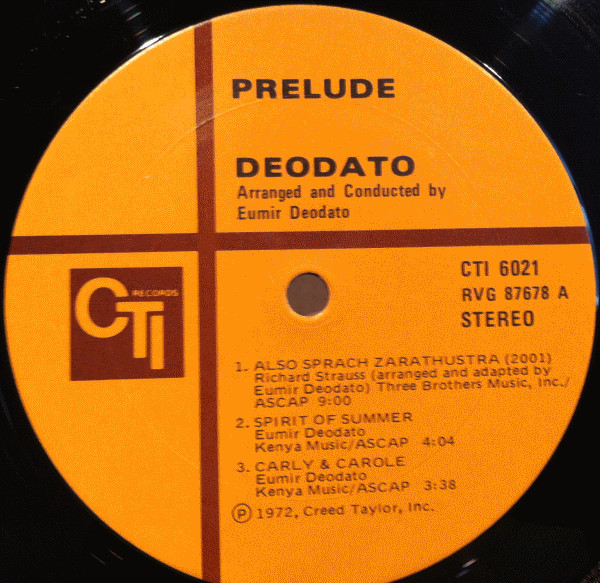 PRELUDE
DEODATO
Arranged and Conducted by
Eumir Deodato
CTI RECORDS
CTI 6021
RVG 87678 A
STEREO
1. ALSO SPRACH ZARATHUSTRA (2001)
Richard Strauss (arranged and adapted by
Eumir Deodato) Three Brothers Music, Inc./
ASCAP 9:00
2. SPIRIT OF SUMMER
Eumir Deodato
Kenya Music/ASCAP 4:04
3. CARLY & CAROLE
Eumir Deodato
Kenya Music/ASCAP 3:38
Ⓟ 1972, Creed Taylor, Inc.